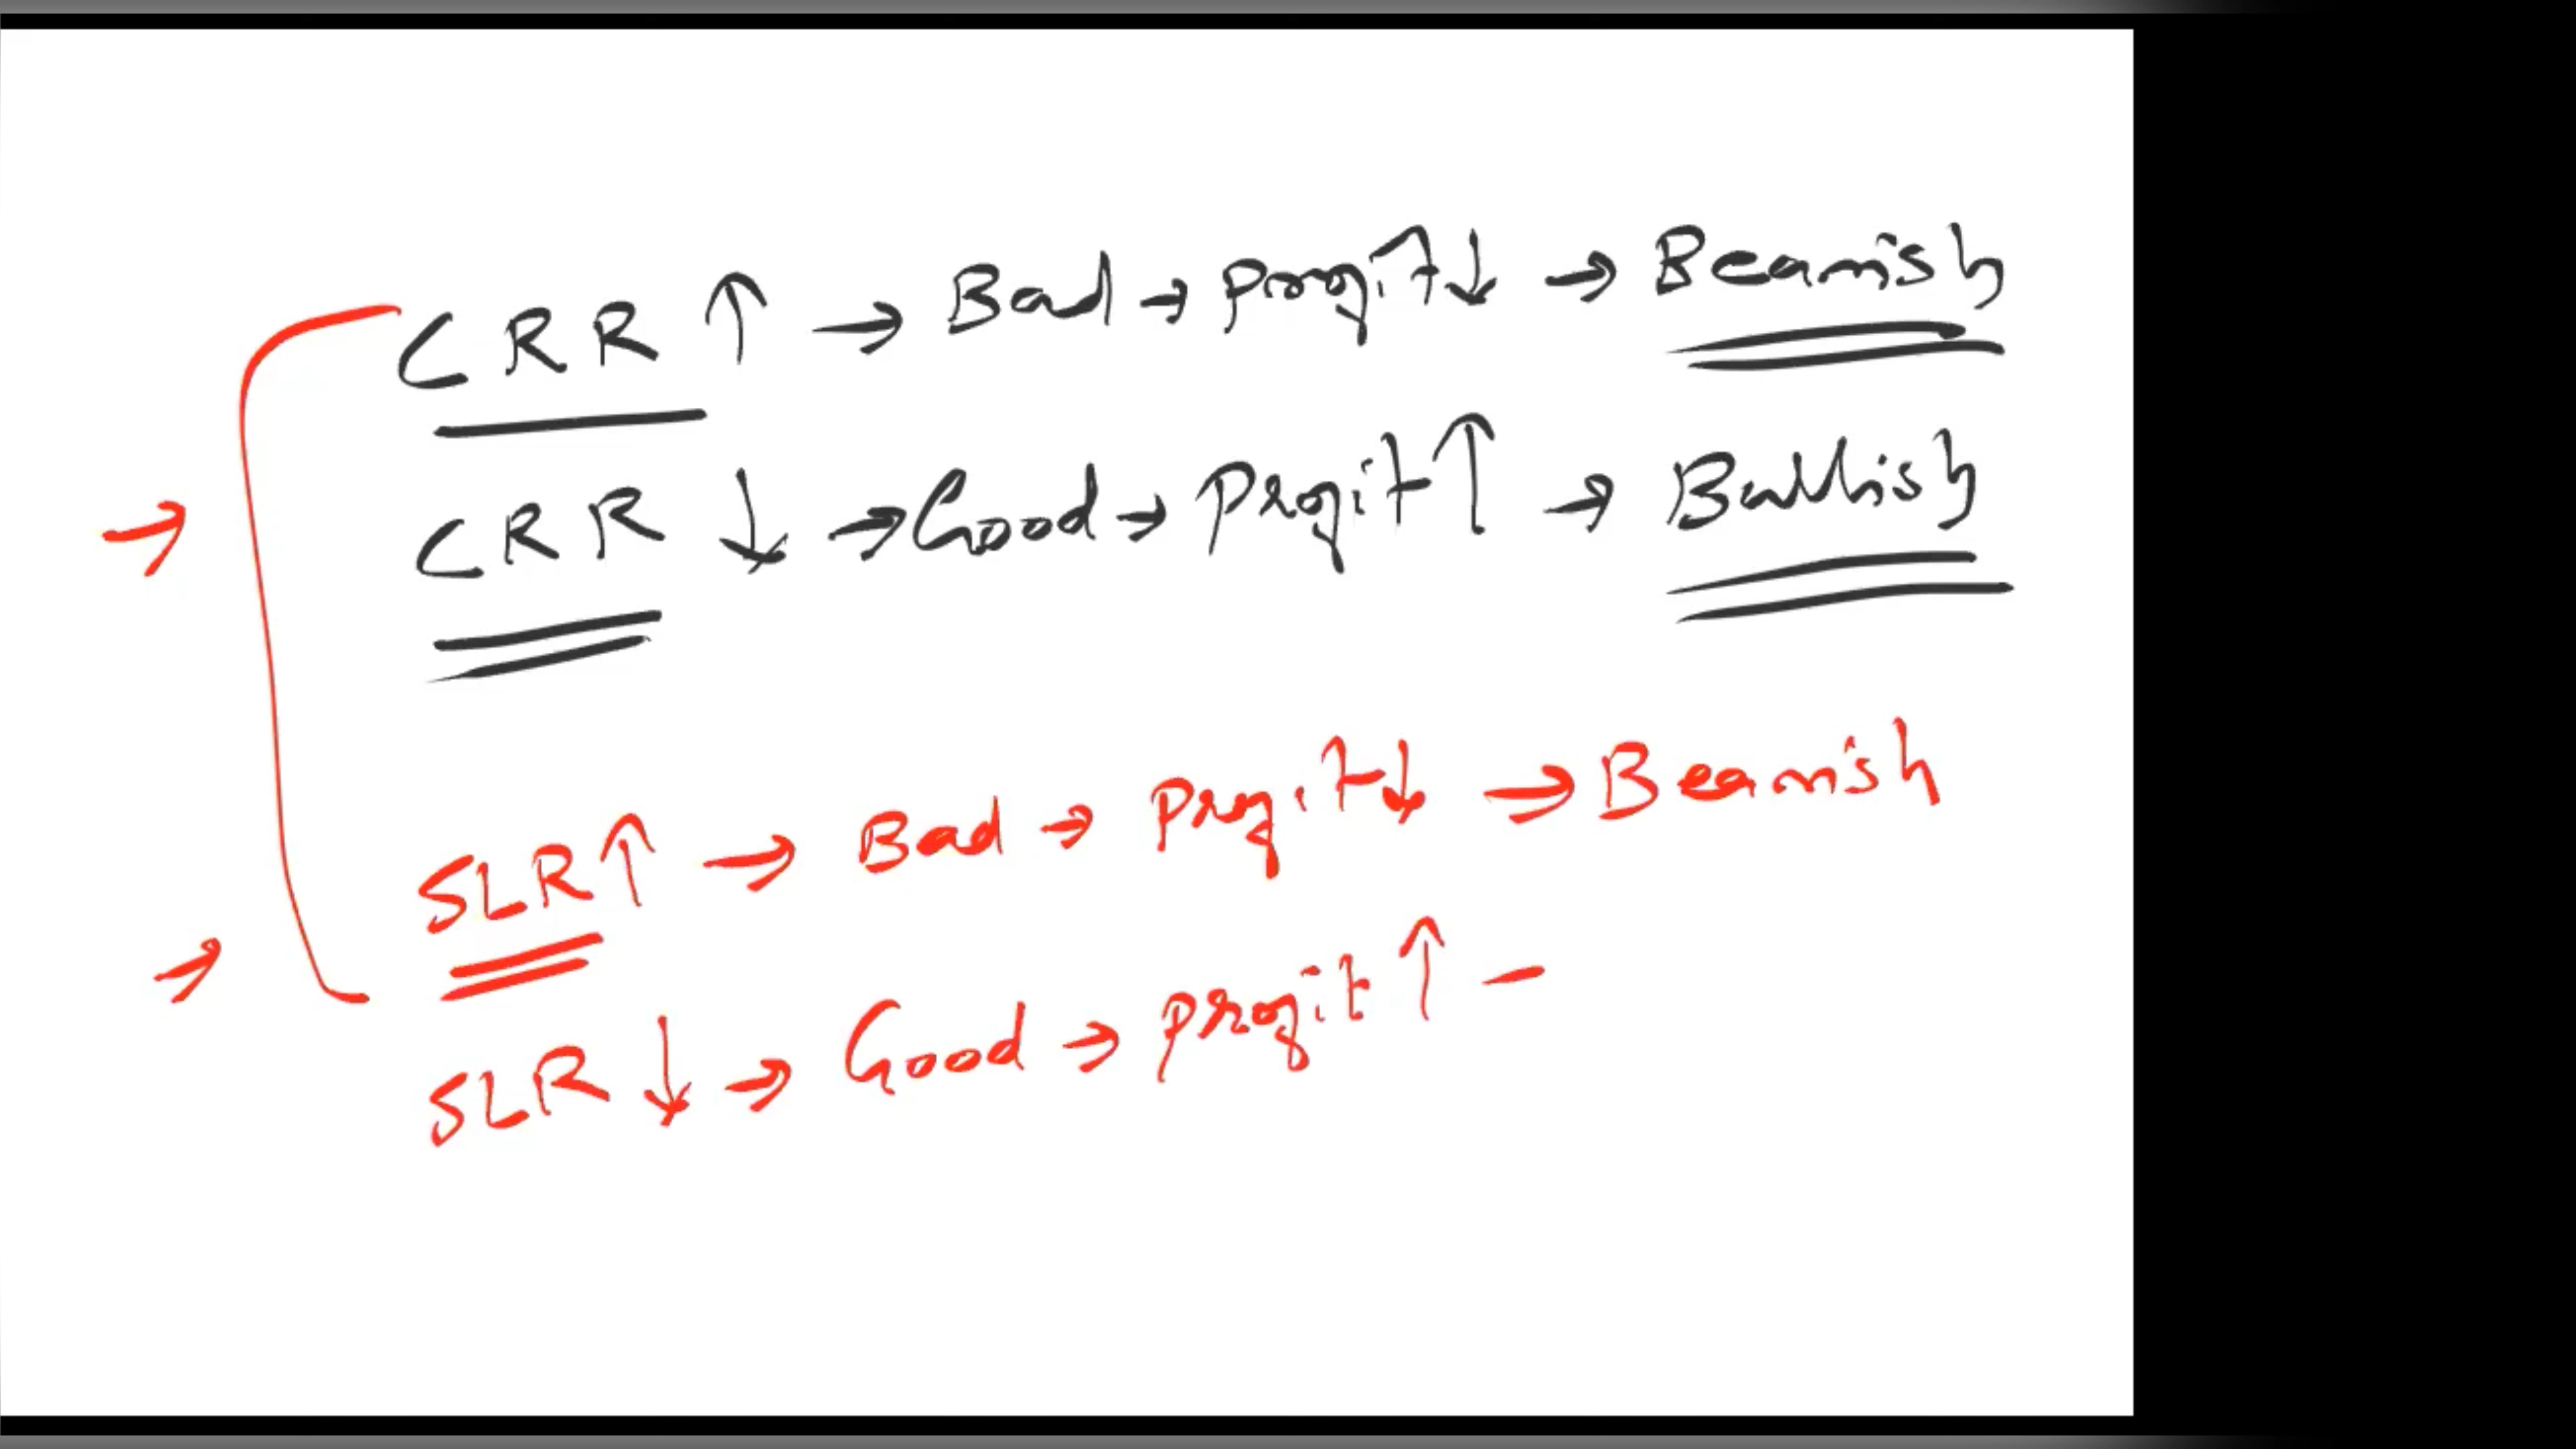 CRR ↑ → Bad → Profit ↓ → Bearish
CRR ↓ → Good → Profit ↑ → Bullish
SLR ↑ → Bad → Profit ↓ → Bearish
SLR ↓ → Good → Profit ↑ -